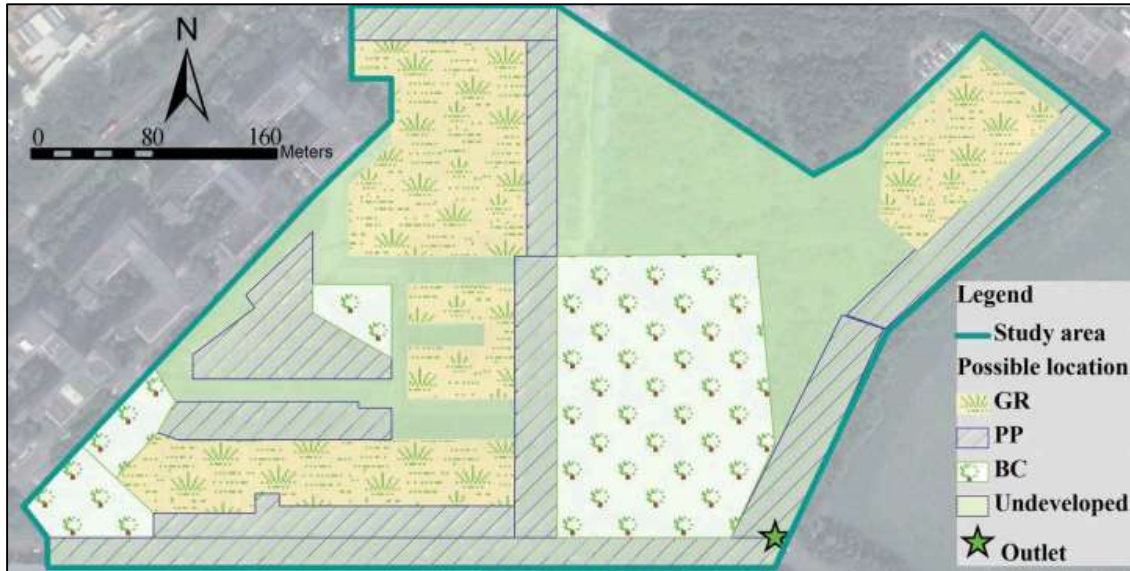 N
0 80 160
Meters
Legend
Study area
Possible location
GR
PP
BC
Undeveloped
Outlet